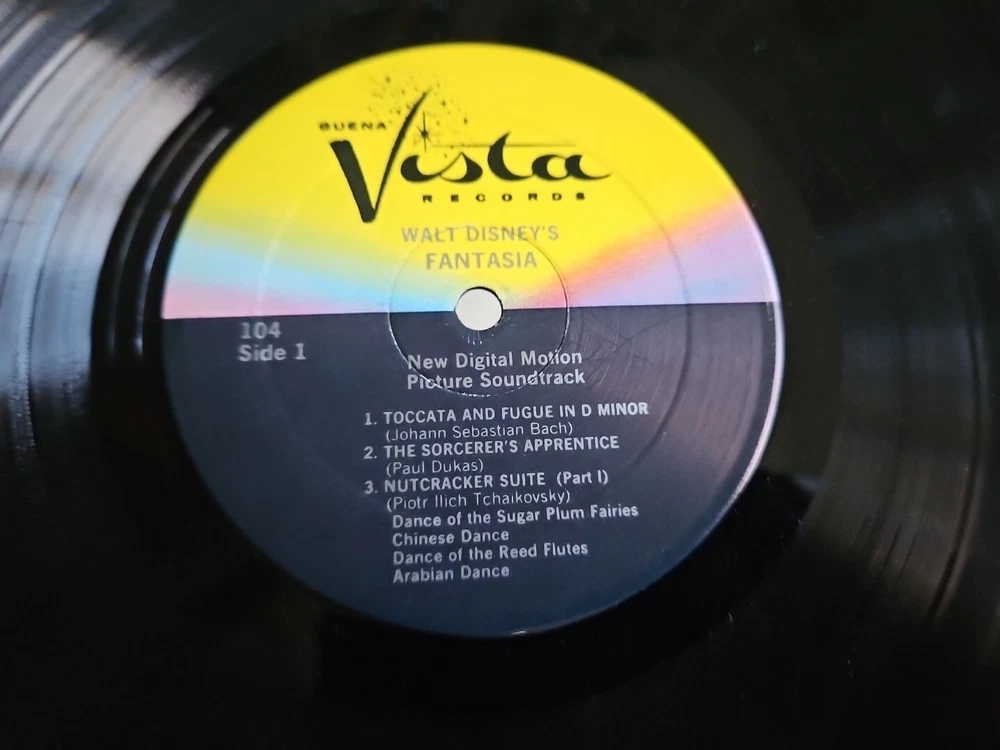 BUENA
Vista
RECORDS
WALT DISNEY'S
FANTASIA
104
Side 1
New Digital Motion
Picture Soundtrack
1. TOCCATA AND FUGUE IN D MINOR
(Johann Sebastian Bach)
2. THE SORCERER'S APPRENTICE
(Paul Dukas)
3. NUTCRACKER SUITE (Part I)
(Piotr Ilich Tchaikovsky)
Dance of the Sugar Plum Fairies
Chinese Dance
Dance of the Reed Flutes
Arabian Dance